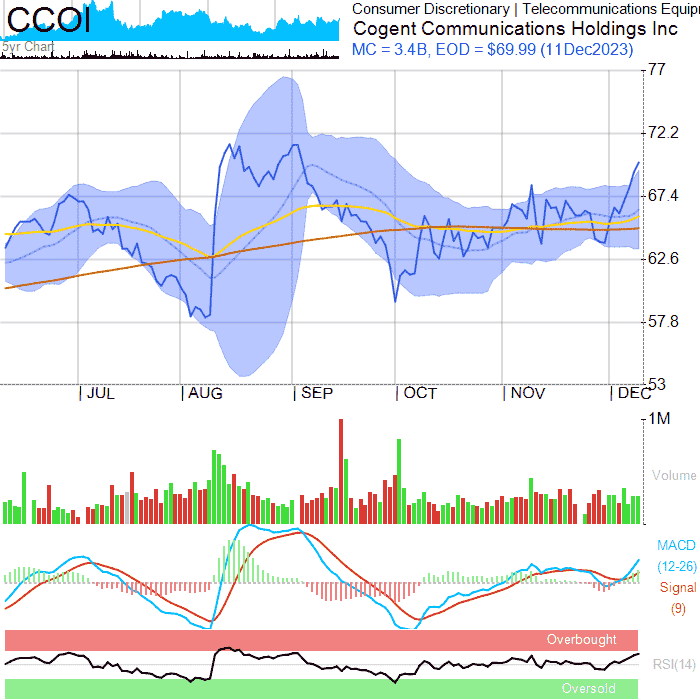 CCOI
5yr Chart
Consumer Discretionary | Telecommunications Equip
Cogent Communications Holdings Inc
MC = 3.4B, EOD = $69.99 (11Dec2023)
77
72.2
67.4
62.6
57.8
53
JUL AUG SEP OCT NOV DEC
1M
Volume
MACD
(12-26)
Signal
(9)
Overbought
RSI(14)
Oversold